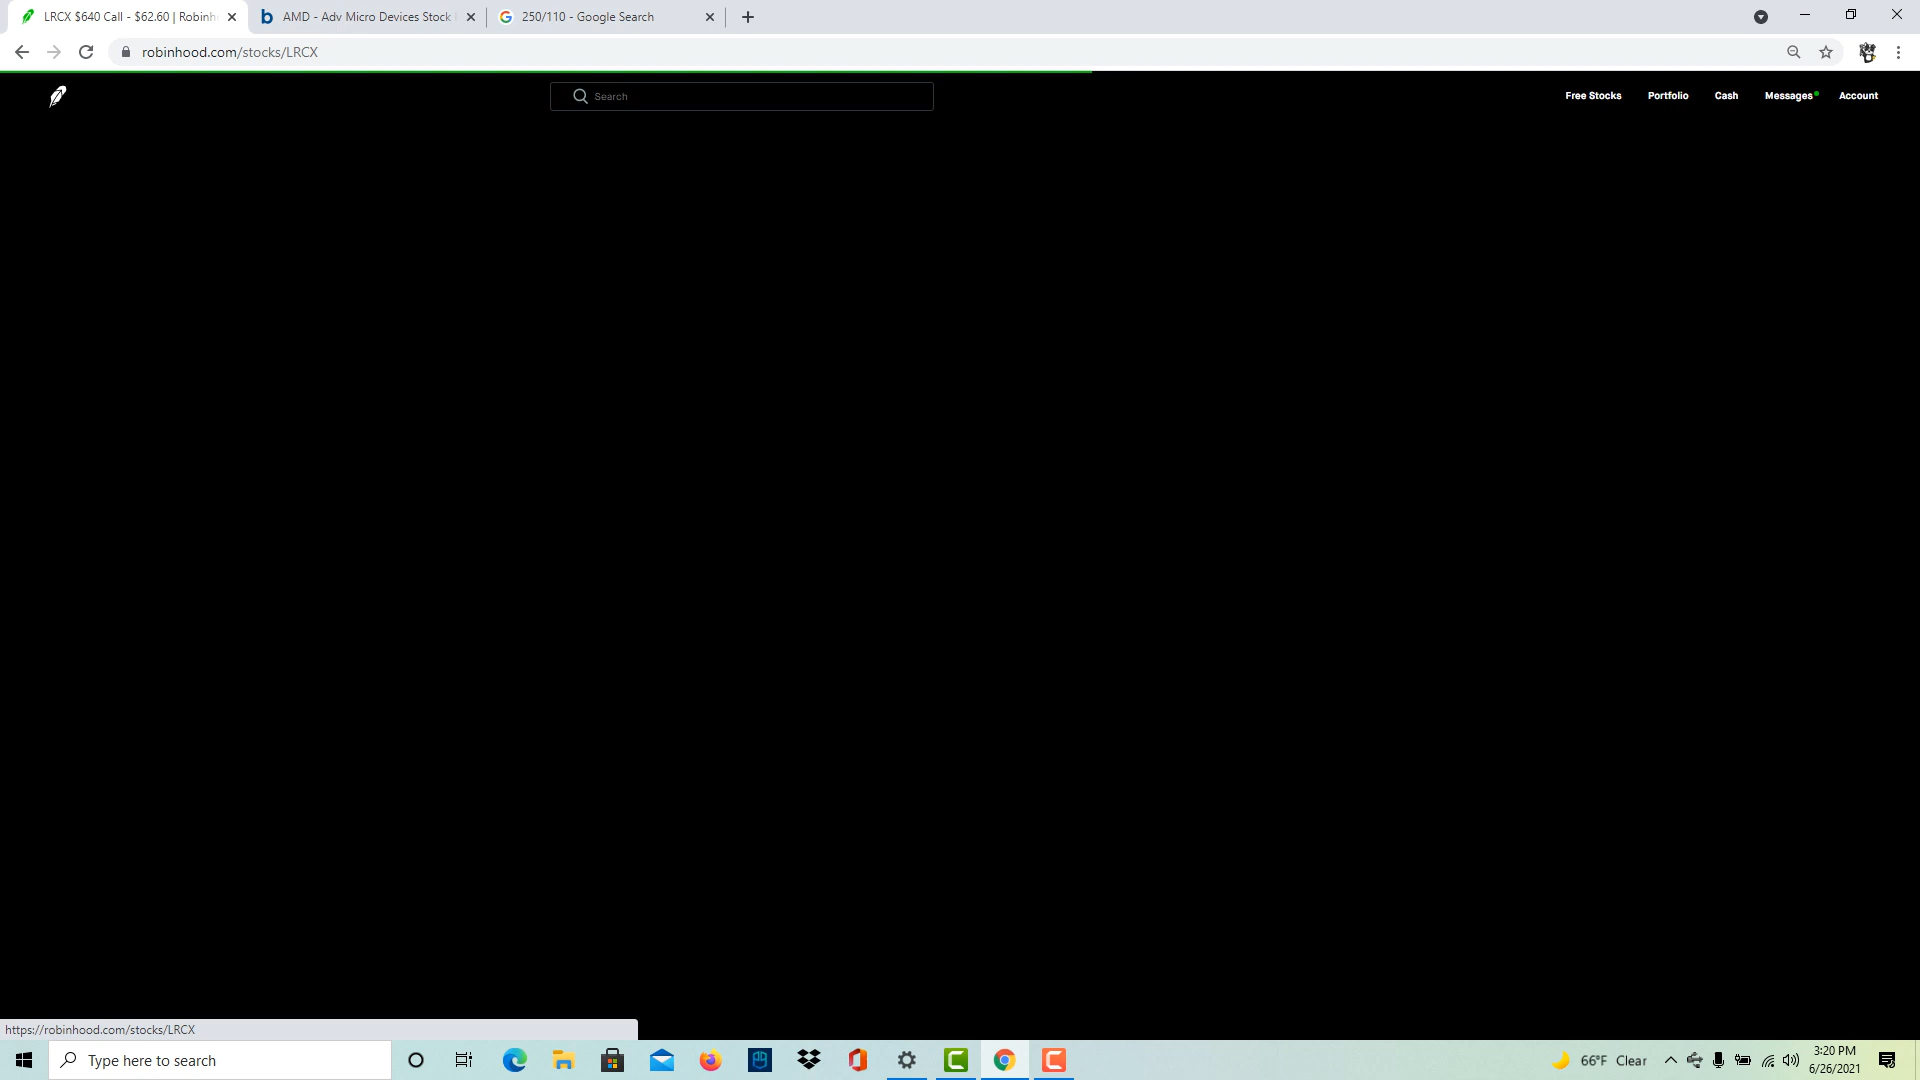 LRCX $640 Call - $62.60 | Robinh
AMD - Adv Micro Devices Stock
250/110 - Google Search
robinhood.com/stocks/LRCX
Search
Free Stocks
Portfolio
Cash
Messages
Account
https://robinhood.com/stocks/LRCX
Type here to search
66°F Clear
3:20 PM
6/26/2021